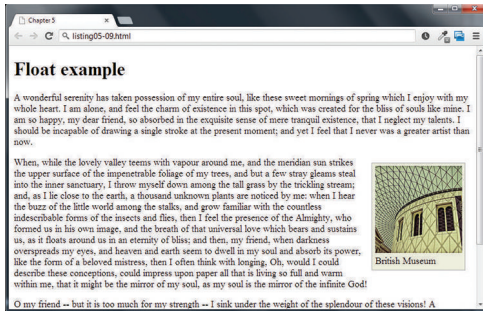 Chapter 5
listing05-09.html
Float example
A wonderful serenity has taken possession of my entire soul, like these sweet mornings of spring which I enjoy with my
whole heart. I am alone, and feel the charm of existence in this spot, which was created for the bliss of souls like mine. I
am so happy, my dear friend, so absorbed in the exquisite sense of mere tranquil existence, that I neglect my talents. I
should be incapable of drawing a single stroke at the present moment; and yet I feel that I never was a greater artist than
now.
When, while the lovely valley teems with vapour around me, and the meridian sun strikes
the upper surface of the impenetrable foliage of my trees, and but a few stray gleams steal
into the inner sanctuary, I throw myself down among the tall grass by the trickling stream;
and, as I lie close to the earth, a thousand unknown plants are noticed by me: when I hear
the buzz of the little world among the stalks, and grow familiar with the countless
indescribable forms of the insects and flies, then I feel the presence of the Almighty, who
formed us in his own image, and the breath of that universal love which bears and sustains
us, as it floats around us in an eternity of bliss; and then, my friend, when darkness
overspreads my eyes, and heaven and earth seem to dwell in my soul and absorb its power,
like the form of a beloved mistress, then I often think with longing, Oh, would I could
describe these conceptions, could impress upon paper all that is living so full and warm
within me, that it might be the mirror of my soul, as my soul is the mirror of the infinite God!
British Museum
O my friend -- but it is too much for my strength -- I sink under the weight of the splendour of these visions! A